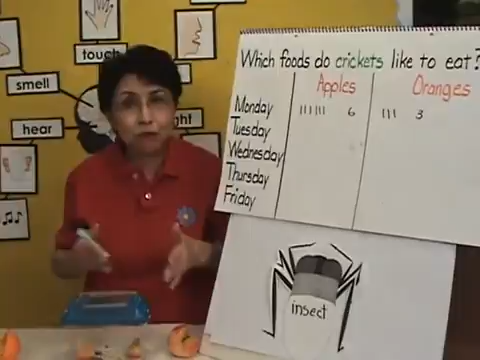 Which foods do crickets like to eat?
Apples Oranges
Monday 6 3
Tuesday
Wednesday
Thursday
Friday
insect
touch
smell
hear
ght